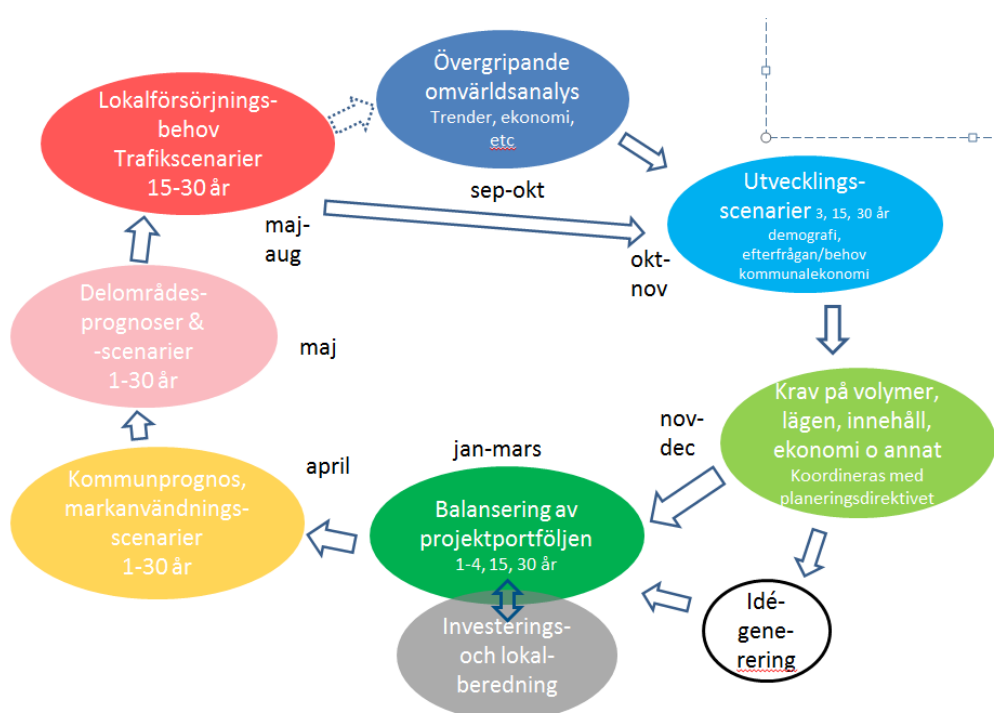 Övergripande
omvärldsanalys
Trender, ekonomi,
etc
Lokalförsörjnings-
behov
Trafikscenarier
15-30 år
sep-okt
Utvecklings-
scenarier 3, 15, 30 år
demografi,
efterfrågan/behov
kommunalekonomi
maj-
aug
okt-
nov
Delområdes-
prognoser &
-scenarier
1-30 år
maj
Krav på volymer,
lägen, innehåll,
ekonomi o annat
Koordineras med
planeringsdirektivet
nov-
dec
jan-mars
april
Kommunprognos,
markanvändnings-
scenarier
1-30 år
Balansering av
projektportföljen
1-4, 15, 30 år
Idé-
gene-
rering
Investerings-
och lokal-
beredning